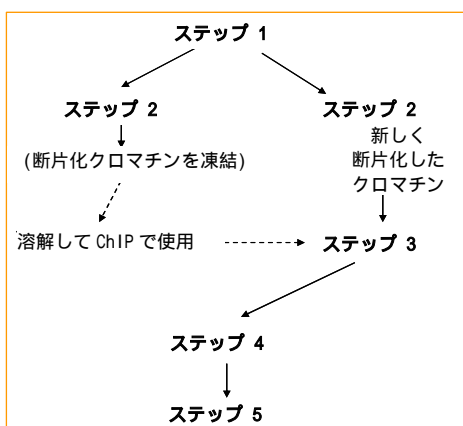 ステップ 1
ステップ 2
ステップ 2
(断片化クロマチンを凍結)
新しく
断片化した
クロマチン
溶解して ChIP で使用
ステップ 3
ステップ 4
ステップ 5